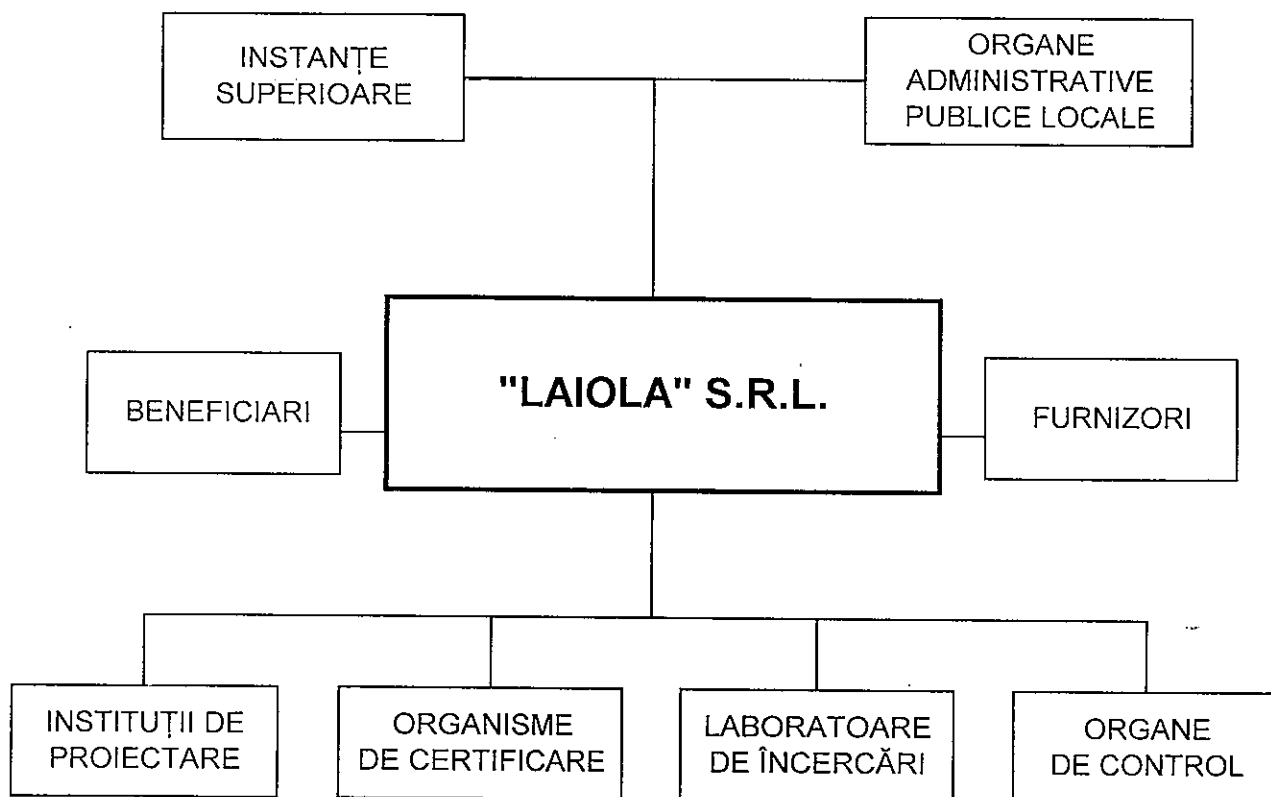 INSTANȚE
SUPERIOARE
ORGANE
ADMINISTRATIVE
PUBLICE LOCALE
BENEFICIARI
"LAIOLA" S.R.L.
FURNIZORI
INSTITUȚII DE
PROIECTARE
ORGANISME
DE CERTIFICARE
LABORATOARE
DE ÎNCERCĂRI
ORGANE
DE CONTROL